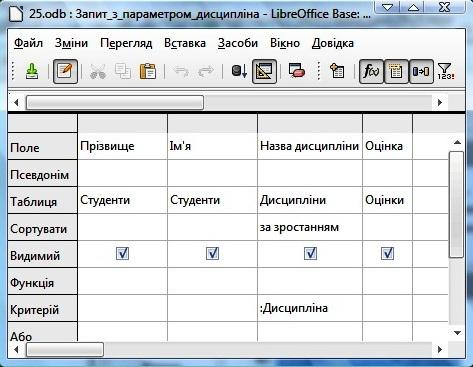 25.odb : Запит_з_параметром_дисципліна - LibreOffice Base: ...
Файл Зміни Перегляд Вставка Засоби Вікно Довідка
f(x) 123!
Поле Прізвище Ім'я Назва дисципліни Оцінка
Псевдонім
Таблиця Студенти Студенти Дисципліни Оцінки
Сортувати за зростанням
Видимий
Функція
Критерій :Дисципліна
Або